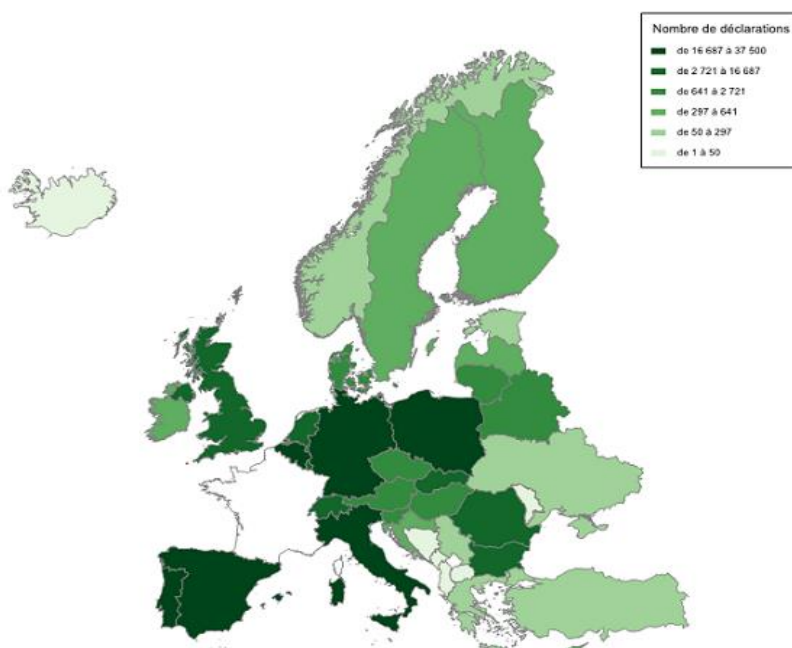 Nombre de déclarations
de 16 687 à 37 500
de 2 721 à 16 687
de 641 à 2 721
de 297 à 641
de 50 à 297
de 1 à 50